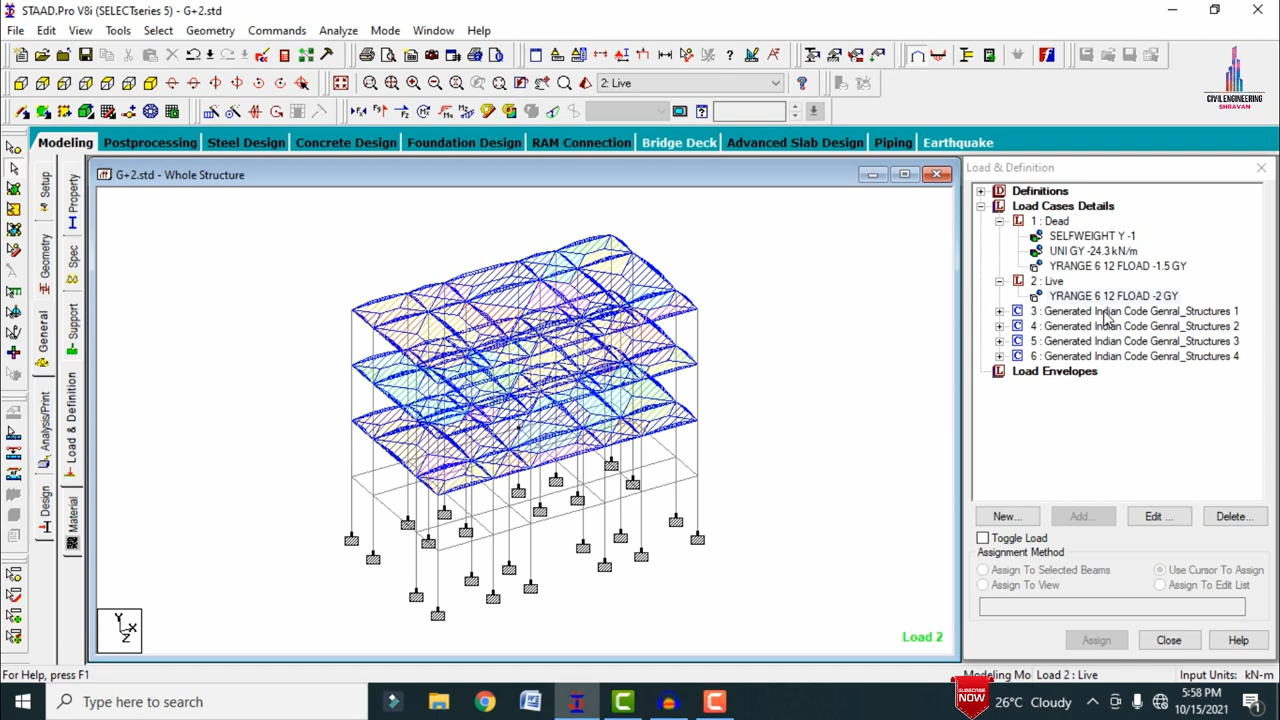 STAAD.Pro V8i (SELECTseries 5) - G+2.std
File Edit View Tools Select Geometry Commands Analyze Mode Window Help
2: Live
CIVIL ENGINEERING
SHRAVAN
Modeling Postprocessing Steel Design Concrete Design Foundation Design RAM Connection Bridge Deck Advanced Slab Design Piping Earthquake
Setup
Geometry
General
Analysis/Print
Design
Property
Spec
Support
Load & Definition
Material
G+2.std - Whole Structure
Y
X
Z
Load 2
Load & Definition
Definitions
Load Cases Details
1 : Dead
SELFWEIGHT Y -1
UNI GY -24.3 kN/m
YRANGE 6 12 FLOAD -1.5 GY
2 : Live
YRANGE 6 12 FLOAD -2 GY
3 : Generated Indian Code Genral_Structures 1
4 : Generated Indian Code Genral_Structures 2
5 : Generated Indian Code Genral_Structures 3
6 : Generated Indian Code Genral_Structures 4
Load Envelopes
New... Add... Edit ... Delete...
Toggle Load
Assignment Method
Assign To Selected Beams Use Cursor To Assign
Assign To View Assign To Edit List
Assign Close Help
For Help, press F1
Modeling Mo Load 2 : Live Input Units: kN-m
Type here to search
SUBSCRIBE
NOW
26°C Cloudy
5:58 PM
10/15/2021